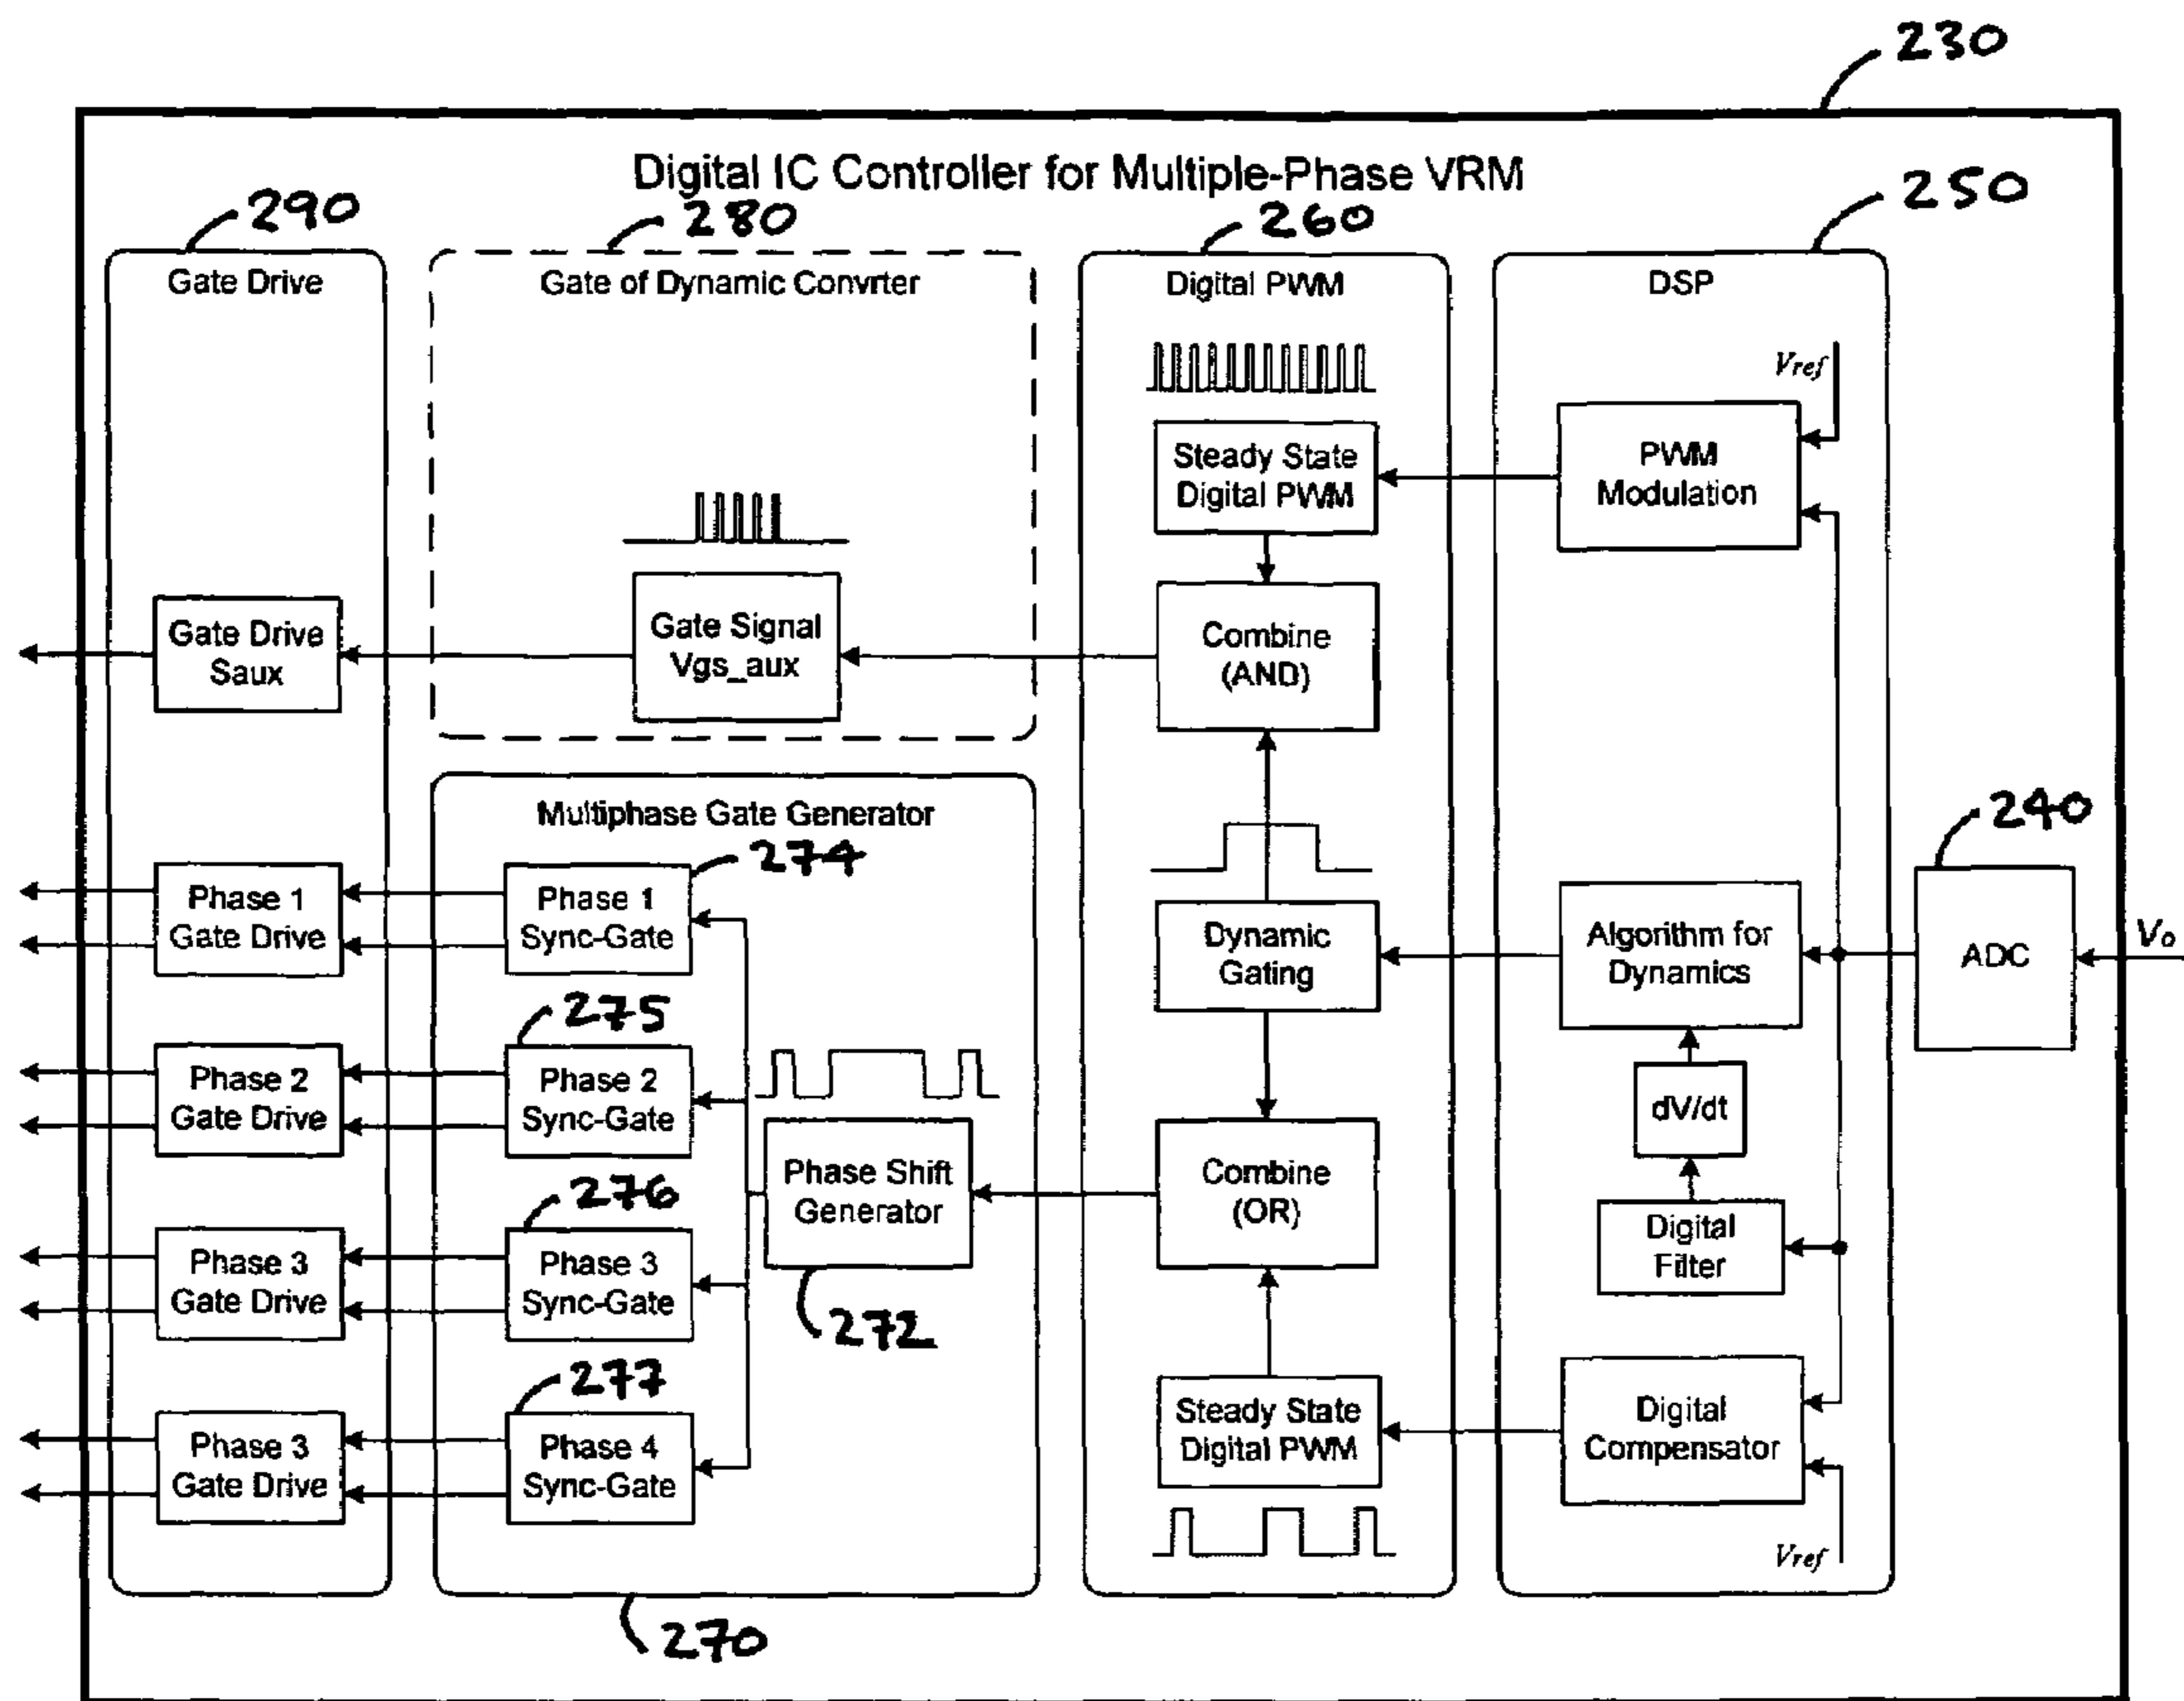 230
Digital IC Controller for Multiple-Phase VRM
290
280
260
250
Gate Drive
Gate of Dynamic Convrter
Digital PWM
DSP
Vref
Steady State
Digital PWM
PWM
Modulation
Gate Drive
Saux
Gate Signal
Vgs_aux
Combine
(AND)
Multiphase Gate Generator
240
274
Phase 1
Gate Drive
Phase 1
Sync-Gate
Dynamic
Gating
Algorithm for
Dynamics
ADC
Vo
275
Phase 2
Gate Drive
Phase 2
Sync-Gate
dV/dt
Phase Shift
Generator
Combine
(OR)
276
Digital
Filter
Phase 3
Gate Drive
Phase 3
Sync-Gate
272
277
Phase 3
Gate Drive
Phase 4
Sync-Gate
Steady State
Digital PWM
Digital
Compensator
Vref
270